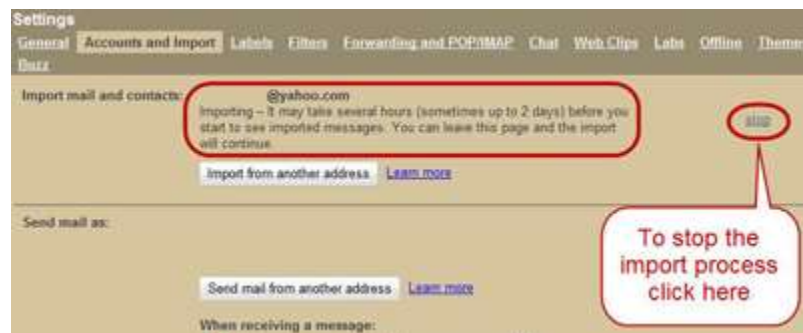 Settings
General Accounts and Import Labels Filters Forwarding and POP/IMAP Chat Web Clips Labs Offline Theme
Buzz
Import mail and contacts: @yahoo.com
Importing – It may take several hours (sometimes up to 2 days) before you
start to see imported messages. You can leave this page and the import
will continue.
stop
Import from another address Learn more
Send mail as:
Send mail from another address Learn more
To stop the
import process
click here
When receiving a message: